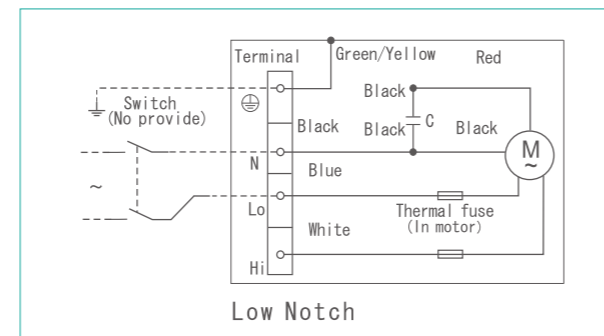 Terminal
Green/Yellow
Red
Switch
(No provide)
Black
Black
Black
C
Black
N
Blue
M
~
~
Lo
Thermal fuse
(In motor)
White
Hi
Low Notch